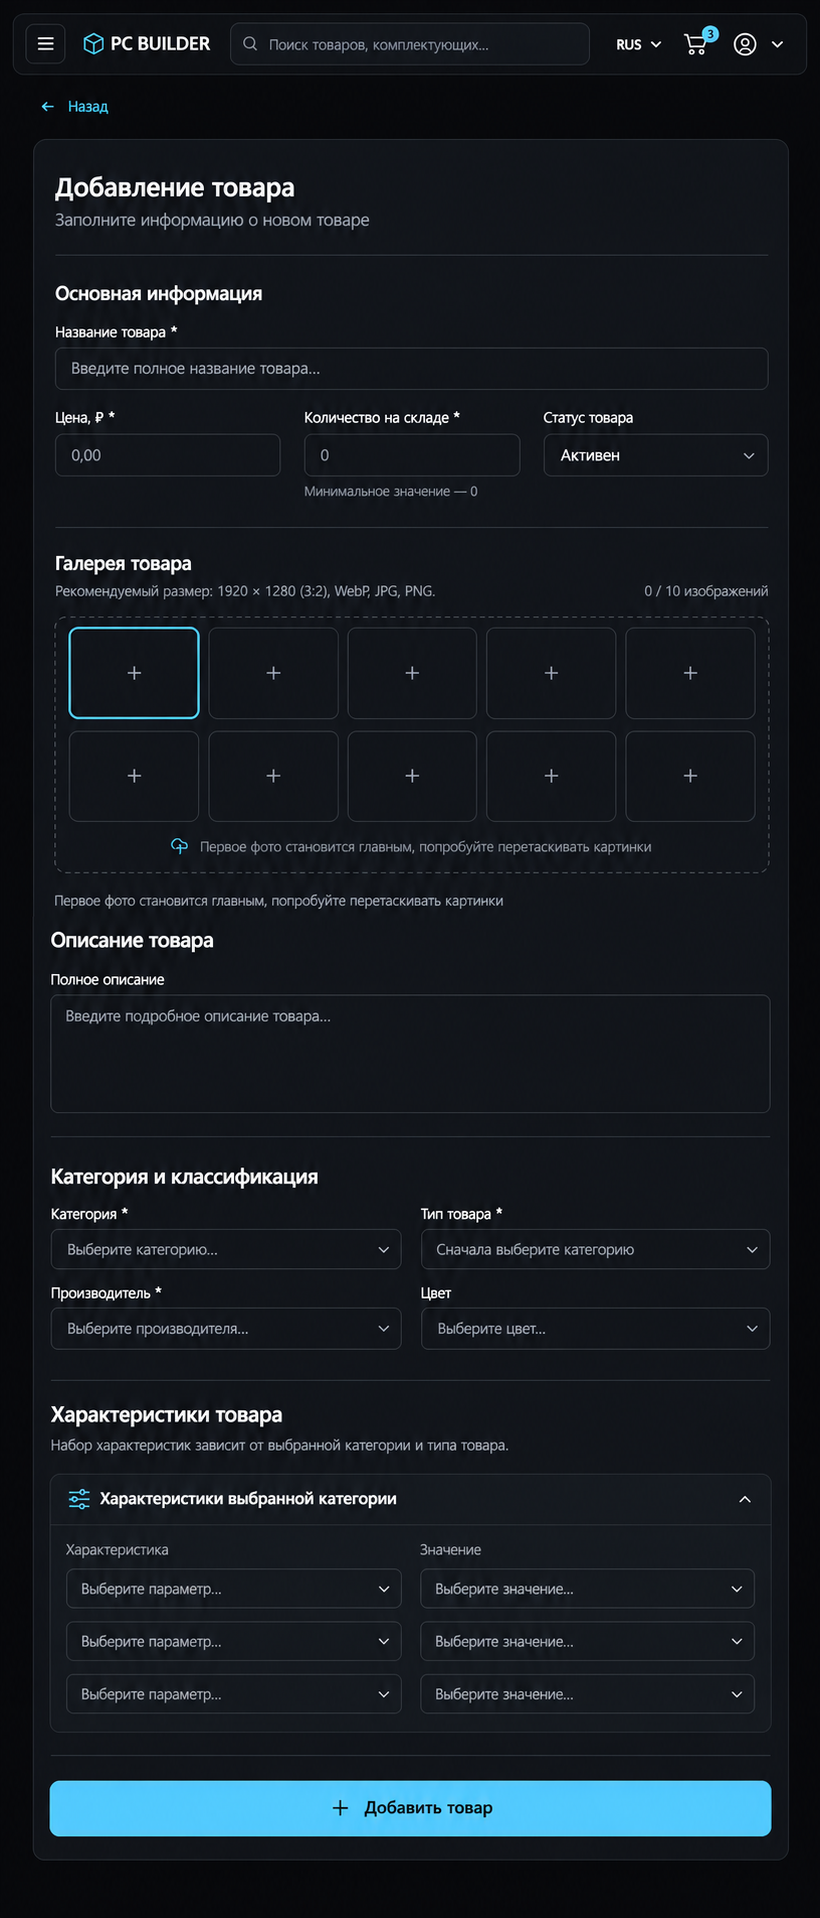 PC BUILDER
Поиск товаров, комплектующих...
RUS
3
Назад
Добавление товара
Заполните информацию о новом товаре
Основная информация
Название товара *
Введите полное название товара...
Цена, ₽ * Количество на складе * Статус товара
0,00 0 Активен
Минимальное значение — 0
Галерея товара
Рекомендуемый размер: 1920 × 1280 (3:2), WebP, JPG, PNG. 0 / 10 изображений
Первое фото становится главным, попробуйте перетаскивать картинки
Первое фото становится главным, попробуйте перетаскивать картинки
Описание товара
Полное описание
Введите подробное описание товара...
Категория и классификация
Категория * Тип товара *
Выберите категорию... Сначала выберите категорию
Производитель * Цвет
Выберите производителя... Выберите цвет...
Характеристики товара
Набор характеристик зависит от выбранной категории и типа товара.
Характеристики выбранной категории
Характеристика Значение
Выберите параметр... Выберите значение...
Выберите параметр... Выберите значение...
Выберите параметр... Выберите значение...
Добавить товар